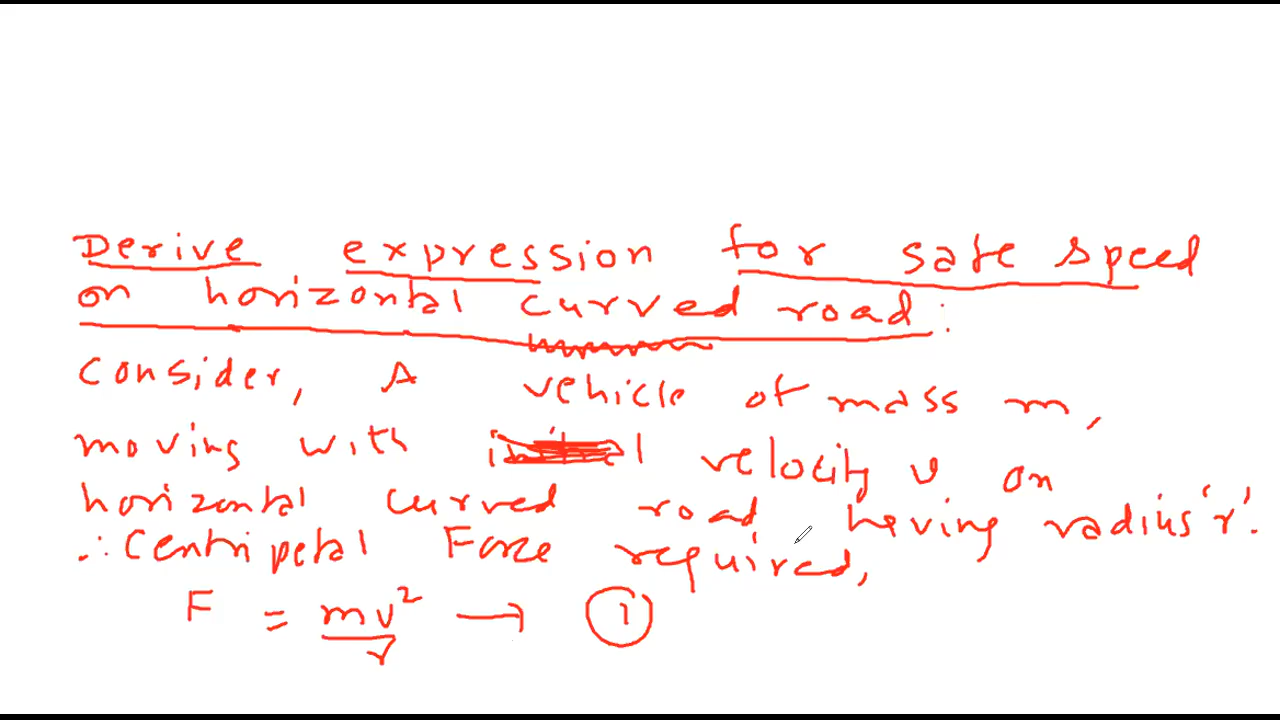 Derive expression for safe speed
on horizontal curved road:
Consider, A vehicle of mass m,
moving with velocity v on
horizontal curved road having radius 'r'.
∴ Centripetal Force required,
F = mv²/r → ①